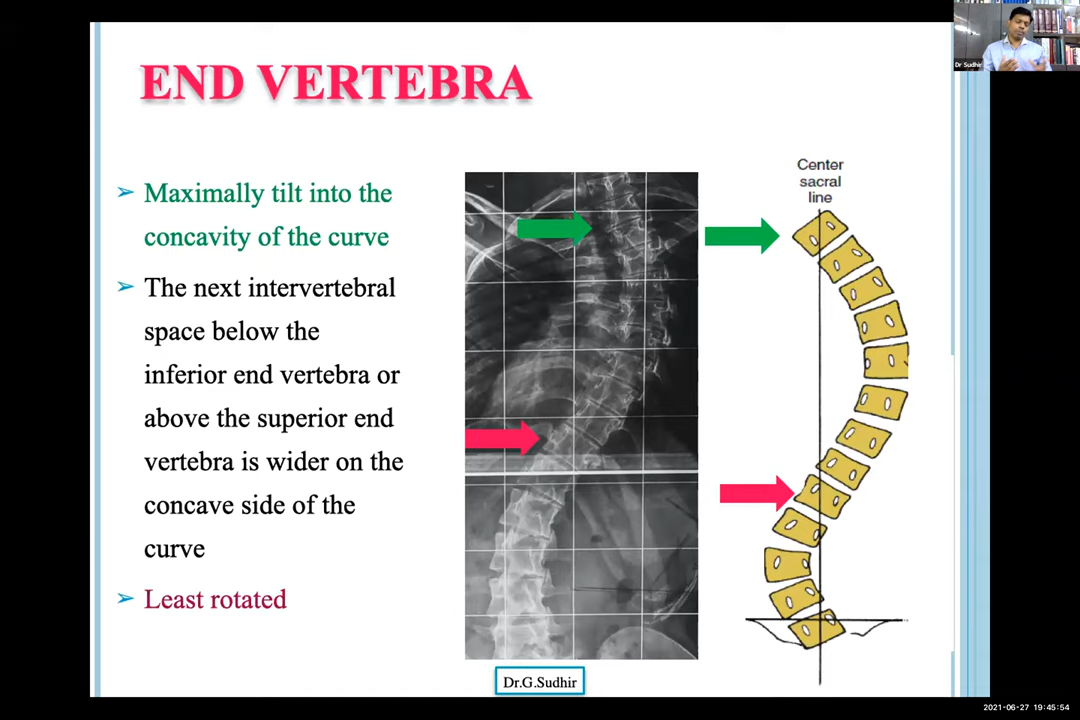 Dr Sudhir
END VERTEBRA
➢ Maximally tilt into the
concavity of the curve
➢ The next intervertebral
space below the
inferior end vertebra or
above the superior end
vertebra is wider on the
concave side of the
curve
➢ Least rotated
Center
sacral
line
Dr.G.Sudhir
2021-06-27 19:45:54